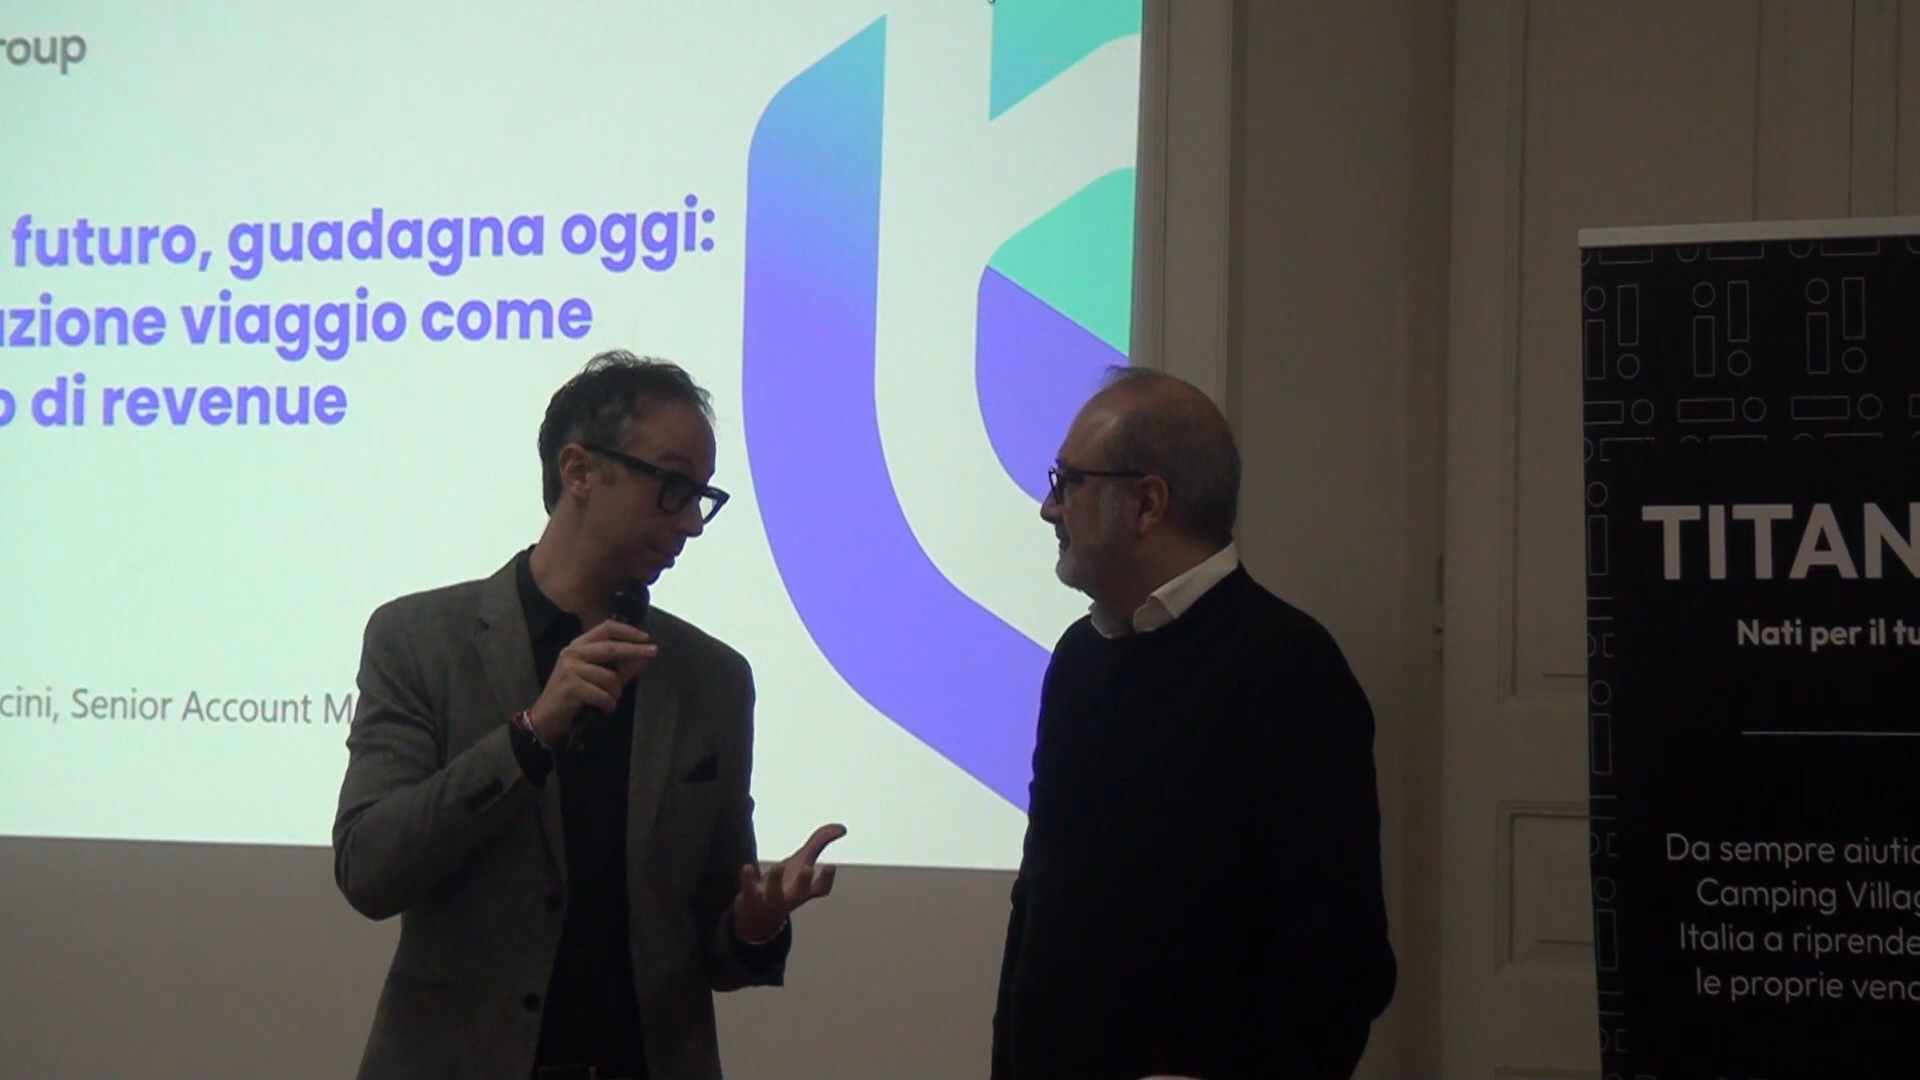 roup
futuro, guadagna oggi:
azione viaggio come
o di revenue
cini, Senior Account M
TITAN
Nati per il tu
Da sempre aiutia
Camping Villag
Italia a riprende
le proprie vend